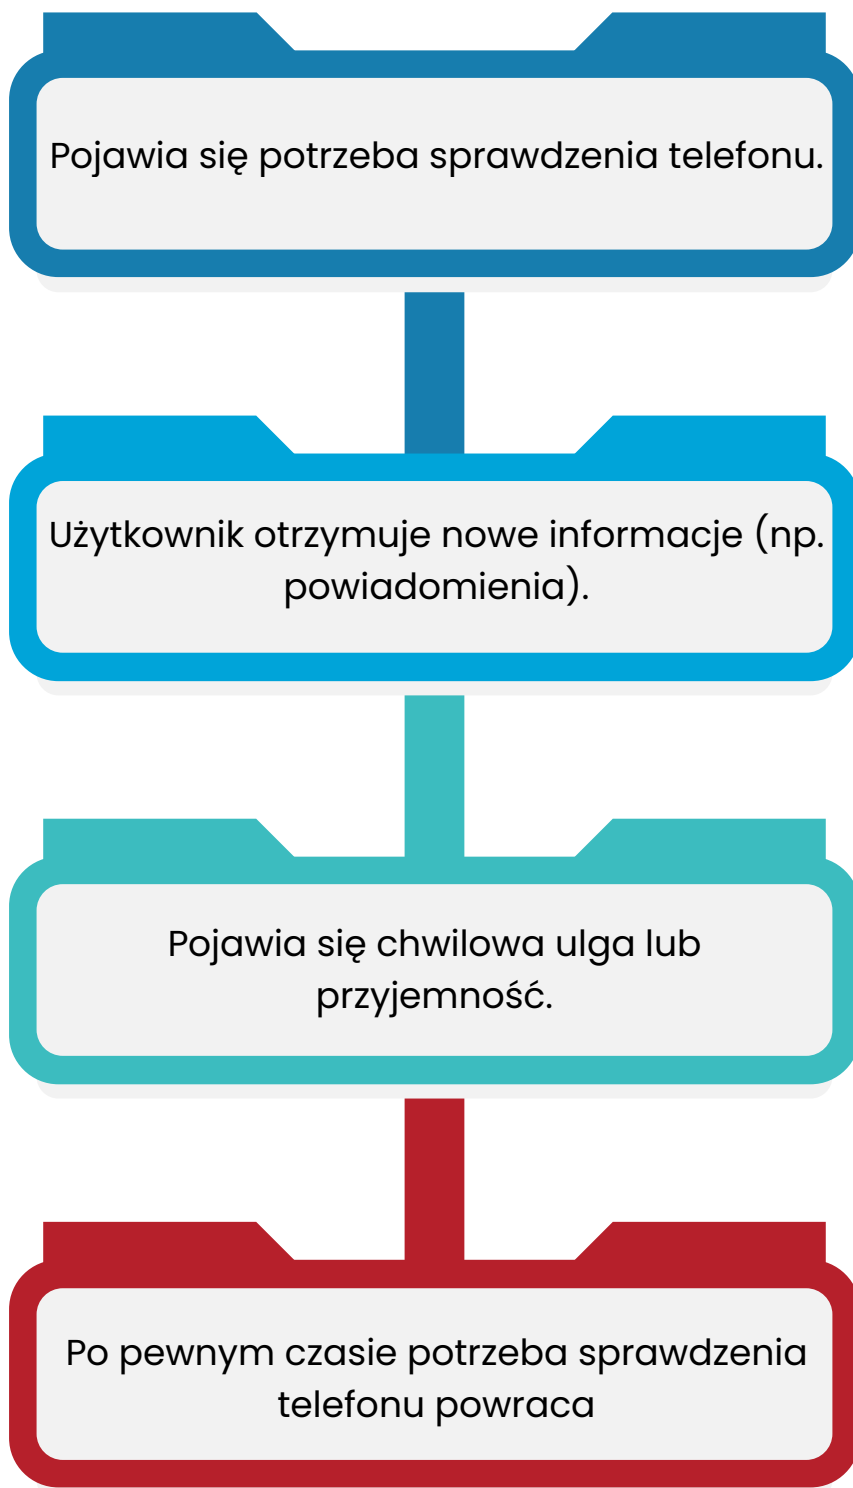 Pojawia się potrzeba sprawdzenia telefonu.
Użytkownik otrzymuje nowe informacje (np.
powiadomienia).
Pojawia się chwilowa ulga lub
przyjemność.
Po pewnym czasie potrzeba sprawdzenia
telefonu powraca